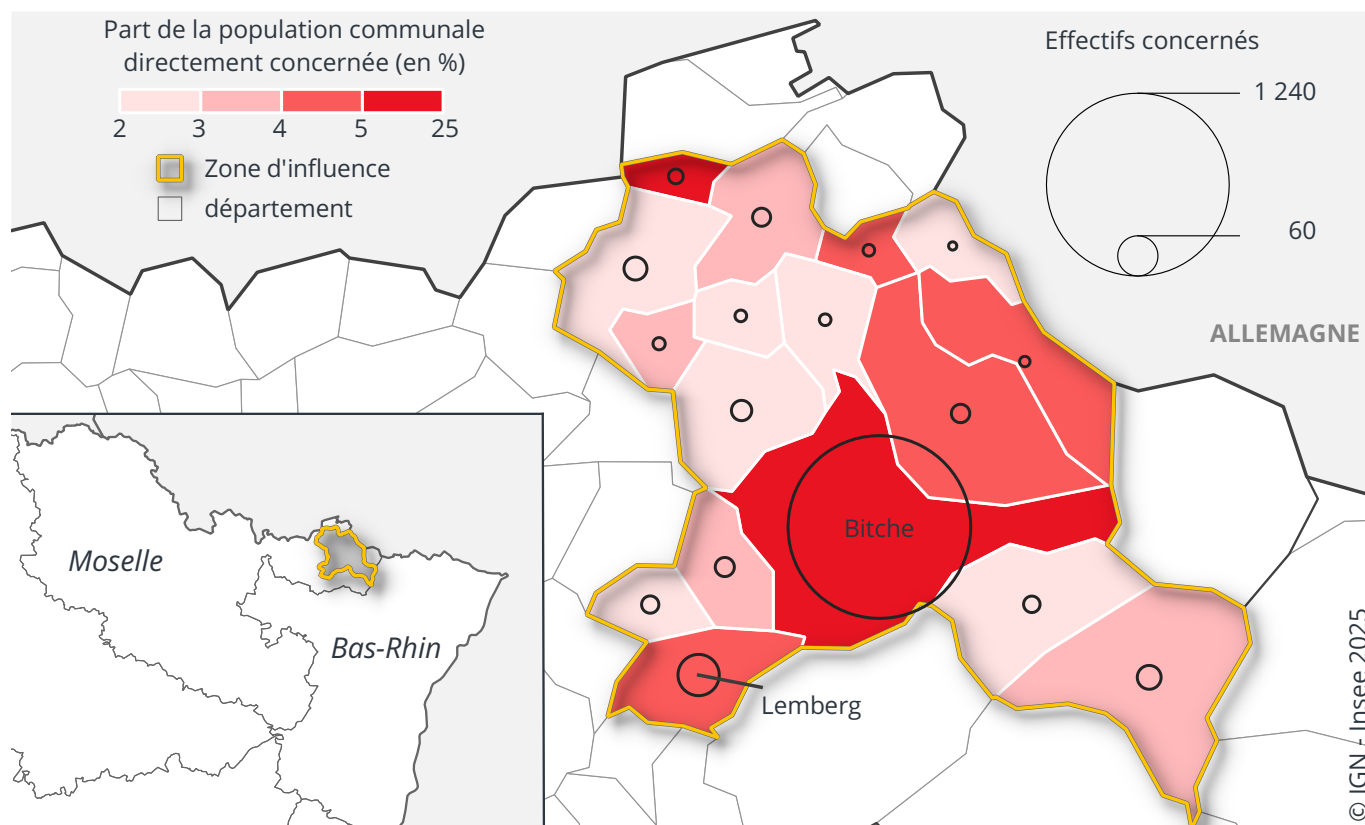 Part de la population communale
directement concernée (en %)
2 3 4 5 25
Zone d'influence
département
Effectifs concernés
1 240
60
ALLEMAGNE
Bitche
Lemberg
Moselle
Bas-Rhin
© IGN - Insee 2025